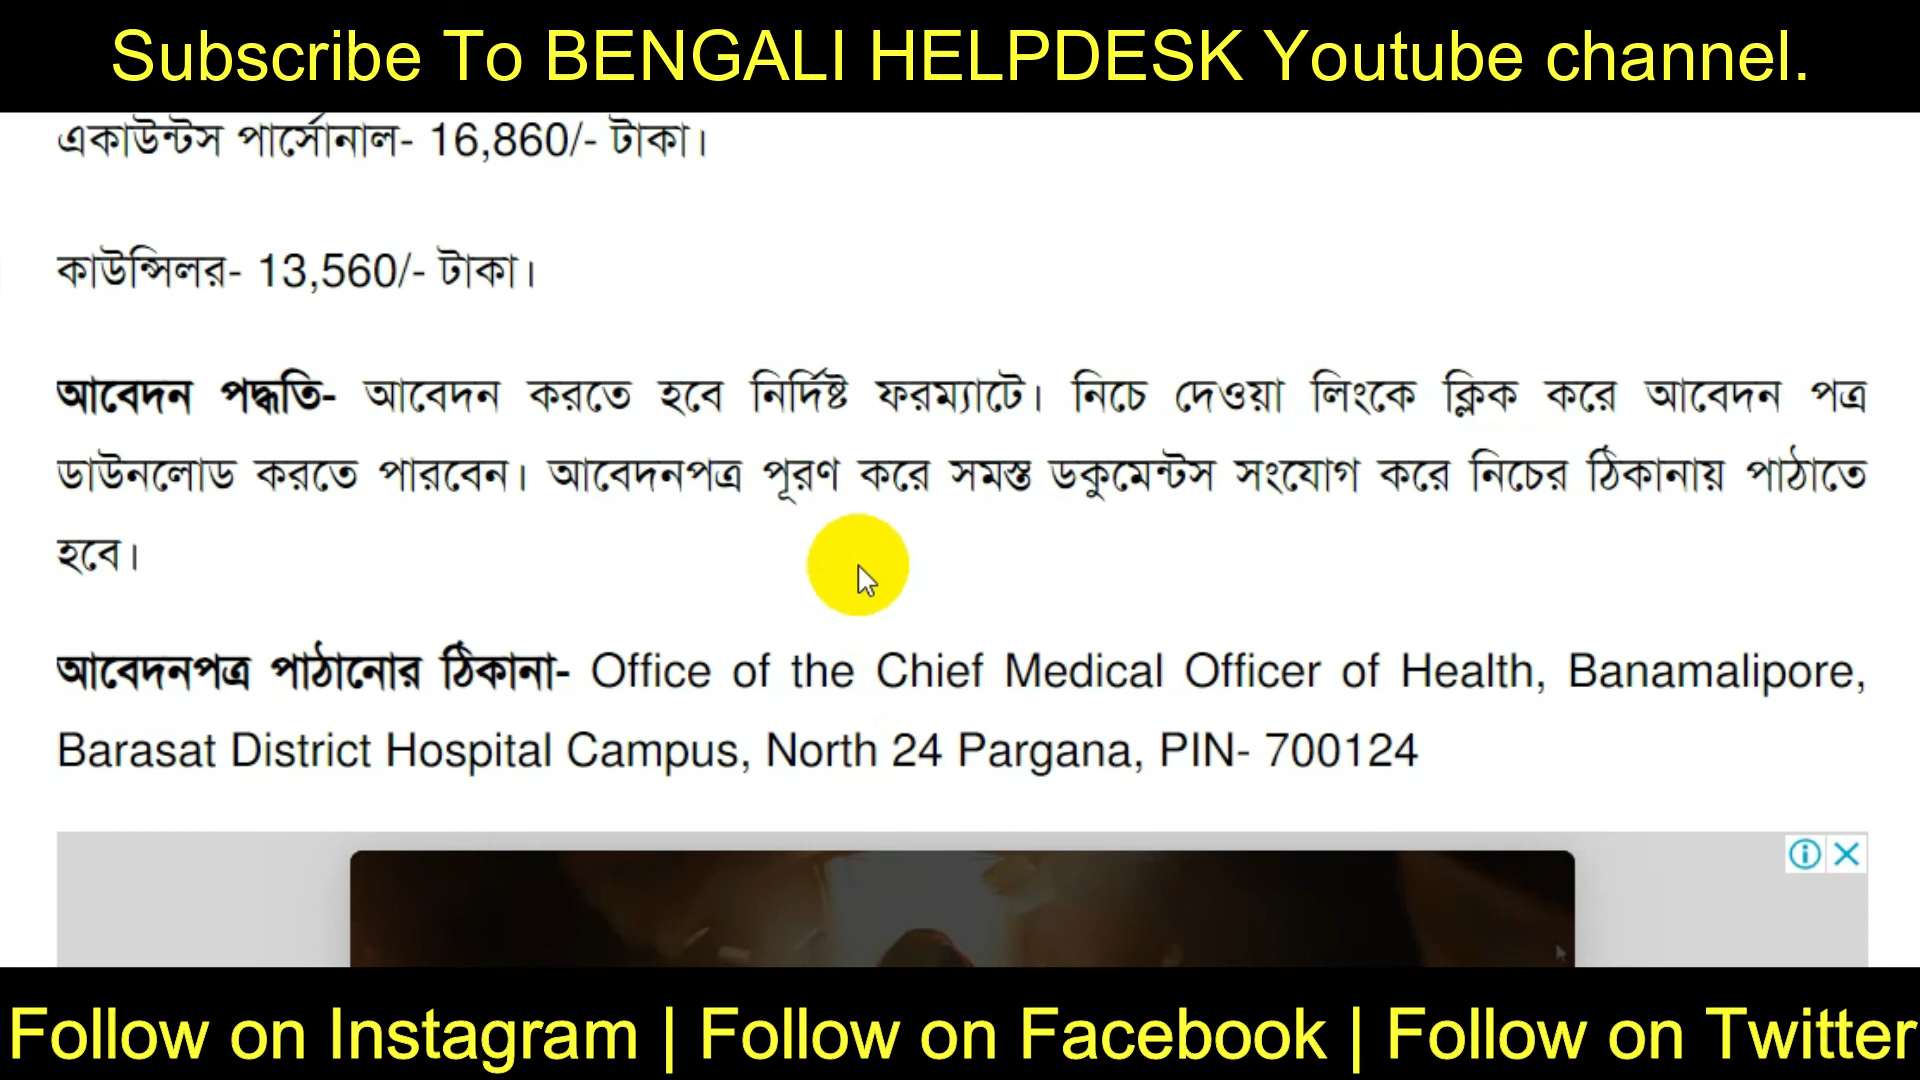 Subscribe To BENGALI HELPDESK Youtube channel.
একাউন্টস পার্সোনাল- 16,860/- টাকা।
কাউন্সিলর- 13,560/- টাকা।
আবেদন পদ্ধতি- আবেদন করতে হবে নির্দিষ্ট ফরম্যাটে। নিচে দেওয়া লিংকে ক্লিক করে আবেদন পত্র
ডাউনলোড করতে পারবেন। আবেদনপত্র পূরণ করে সমস্ত ডকুমেন্টস সংযোগ করে নিচের ঠিকানায় পাঠাতে
হবে।
আবেদনপত্র পাঠানোর ঠিকানা- Office of the Chief Medical Officer of Health, Banamalipore,
Barasat District Hospital Campus, North 24 Pargana, PIN- 700124
Follow on Instagram | Follow on Facebook | Follow on Twitter